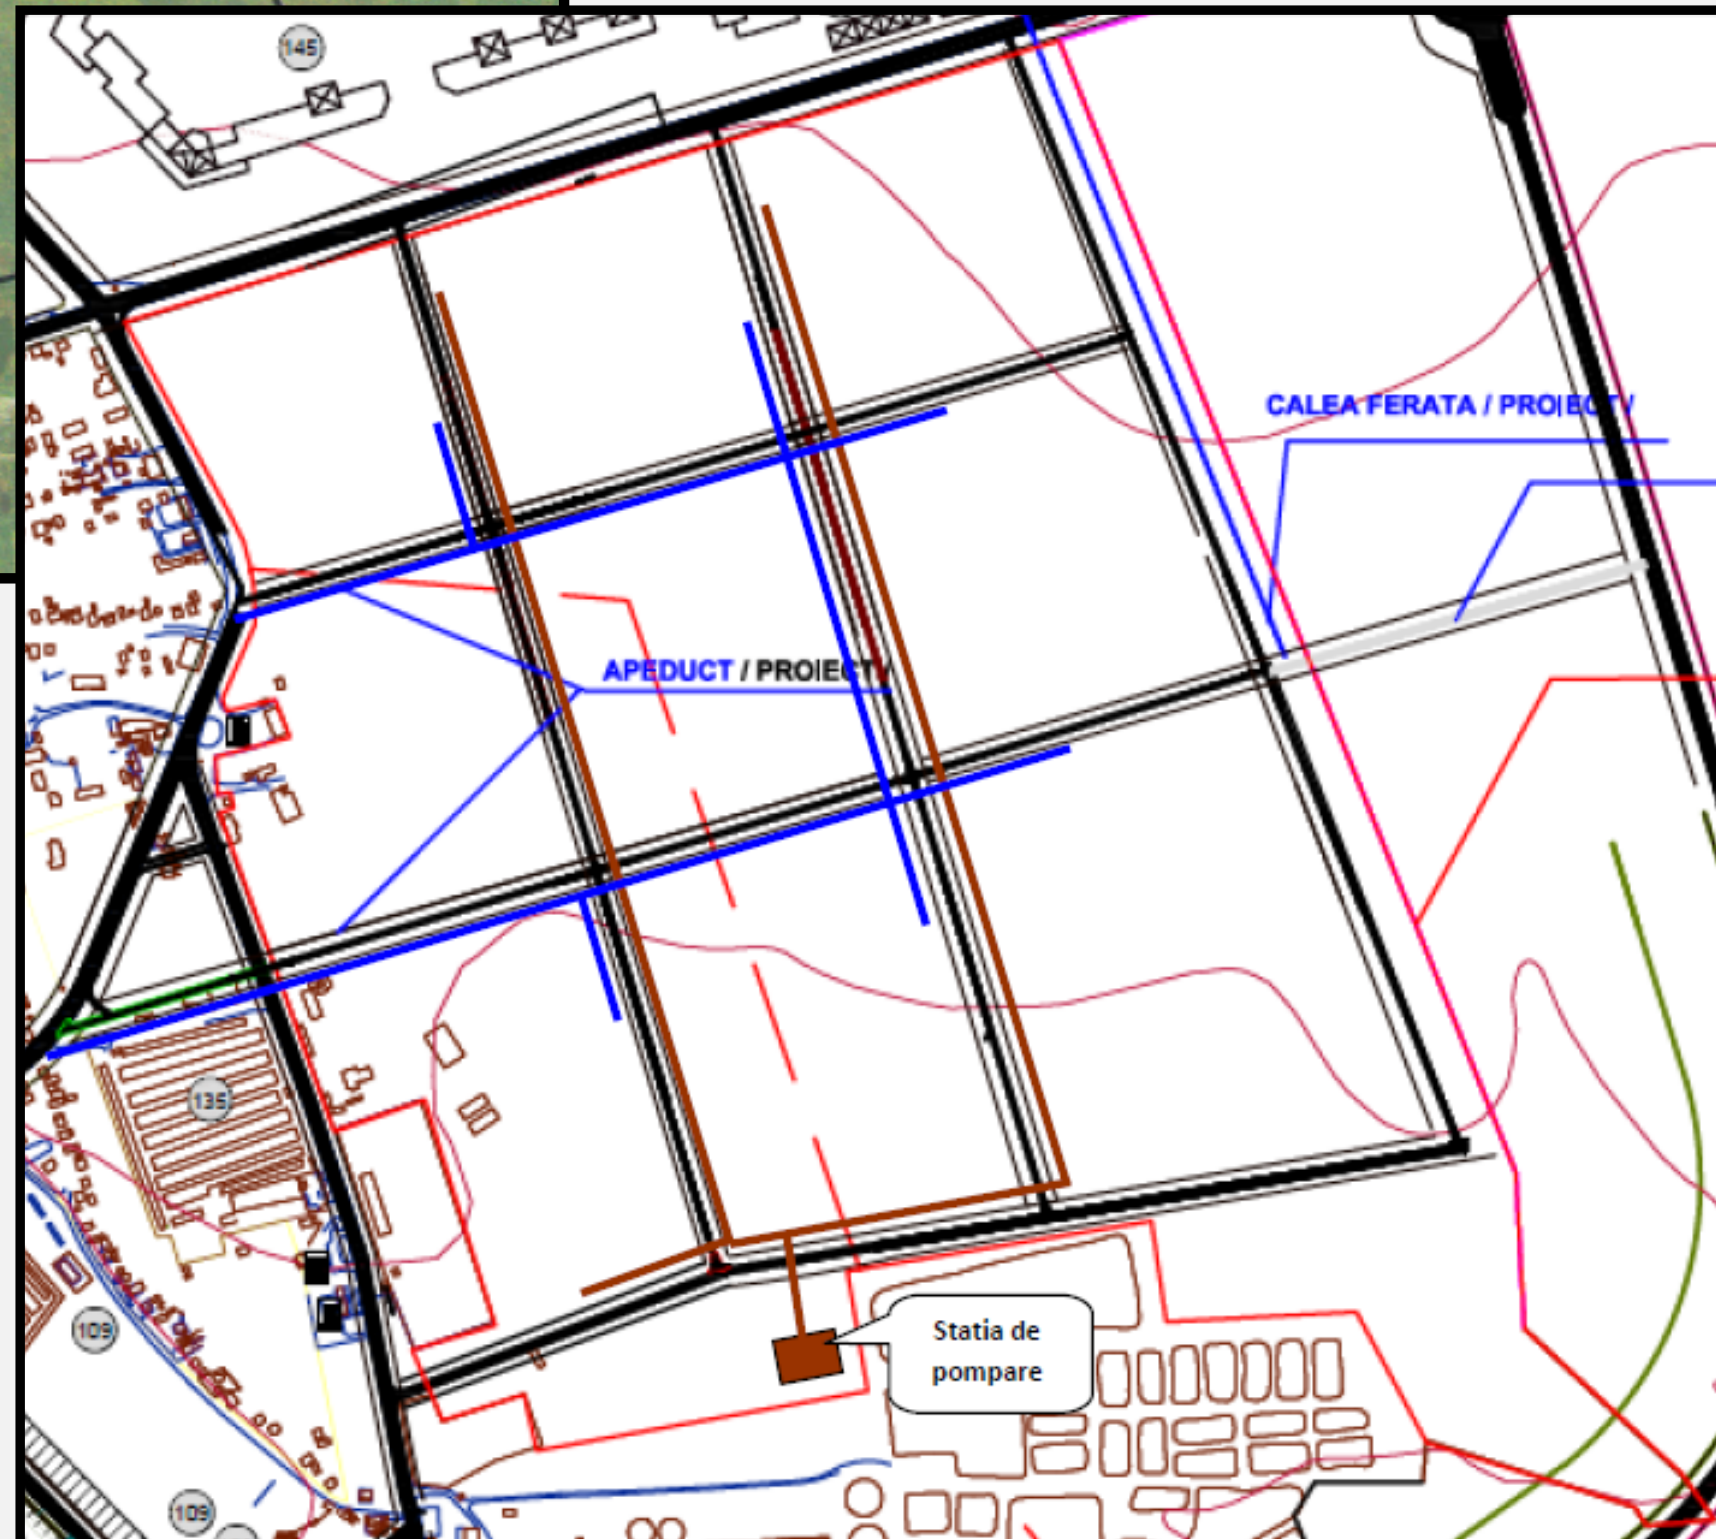 145
CALEA FERATA / PROIECT /
APEDUCT / PROIECT /
135
109
Statia de
pompare
109